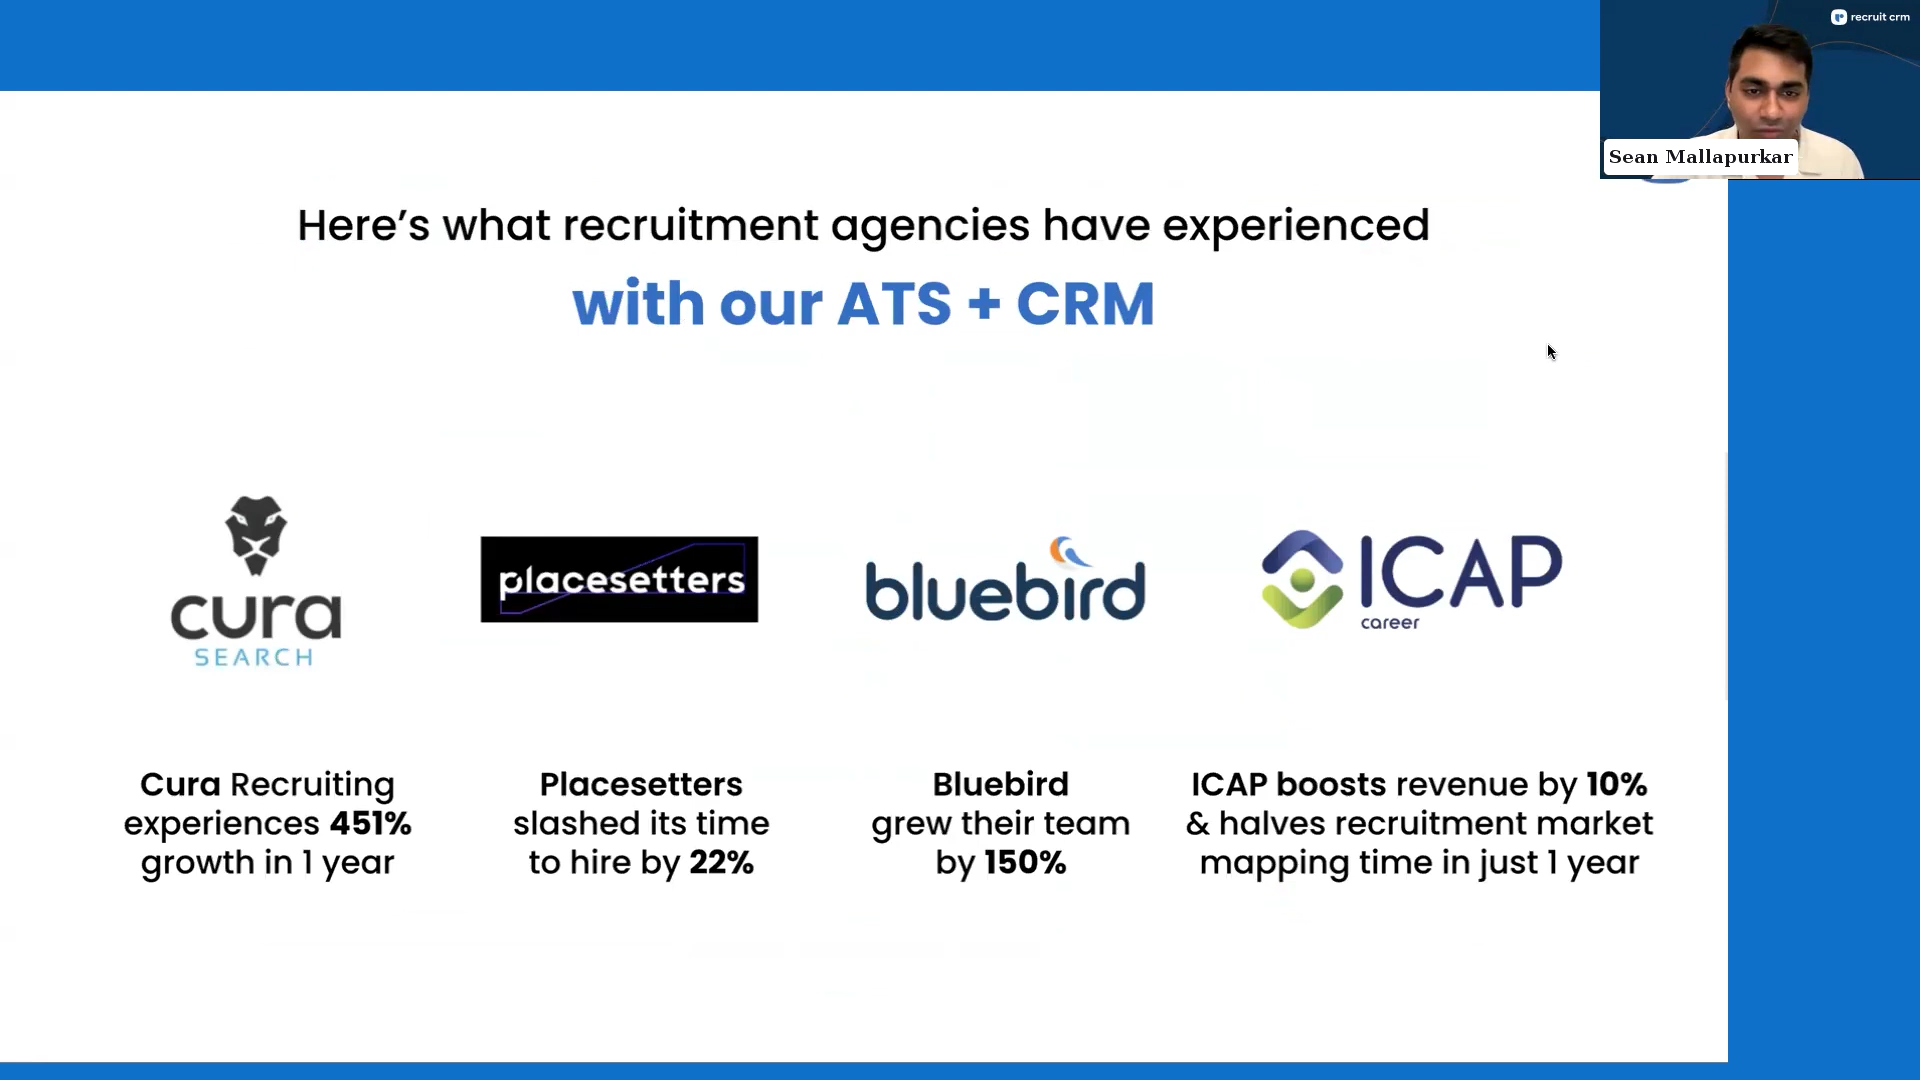 recruit crm
Sean Mallapurkar
Here’s what recruitment agencies have experienced
with our ATS + CRM
cura
SEARCH
placesetters
bluebird
ICAP
career
Cura Recruiting
experiences 451%
growth in 1 year
Placesetters
slashed its time
to hire by 22%
Bluebird
grew their team
by 150%
ICAP boosts revenue by 10%
& halves recruitment market
mapping time in just 1 year